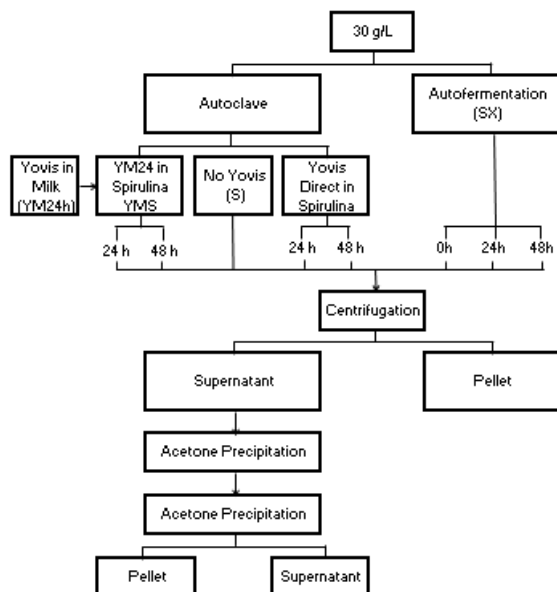 30 g/L
Autoclave
Autofermentation
(SX)
Yovis in
Milk
(YM24h)
YM24 in
Spirulina
YMS
No Yovis
(S)
Yovis
Direct in
Spirulina
24 h
48 h
24 h
48 h
0h
24h
48h
Centrifugation
Supernatant
Pellet
Acetone Precipitation
Acetone Precipitation
Pellet
Supernatant